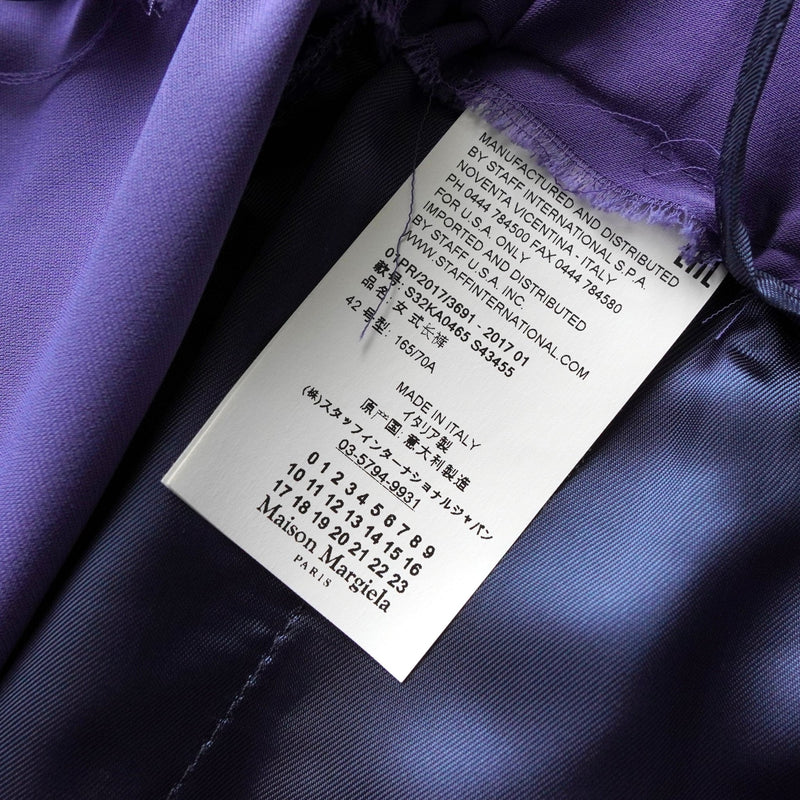 MANUFACTURED AND DISTRIBUTED
BY STAFF INTERNATIONAL S.P.A.
NOVENTA VICENTINA - ITALY
PH 0444 784500 FAX 0444 784580
FOR U.S.A. ONLY
IMPORTED AND DISTRIBUTED
BY STAFF U.S.A. INC.
WWW.STAFFINTERNATIONAL.COM
01PR/2017/3691 - 2017 01
款号: S32KA0465 S43455
品名: 女式长裤
42 号型: 165/70A
MADE IN ITALY
イタリア製
原产国: 意大利製造
(株)スタッフインターナショナルジャパン
03-5794-9931
0 1 2 3 4 5 6 7 8 9
10 11 12 13 14 15 16
17 18 19 20 21 22 23
Maison Margiela
PARIS
EAC